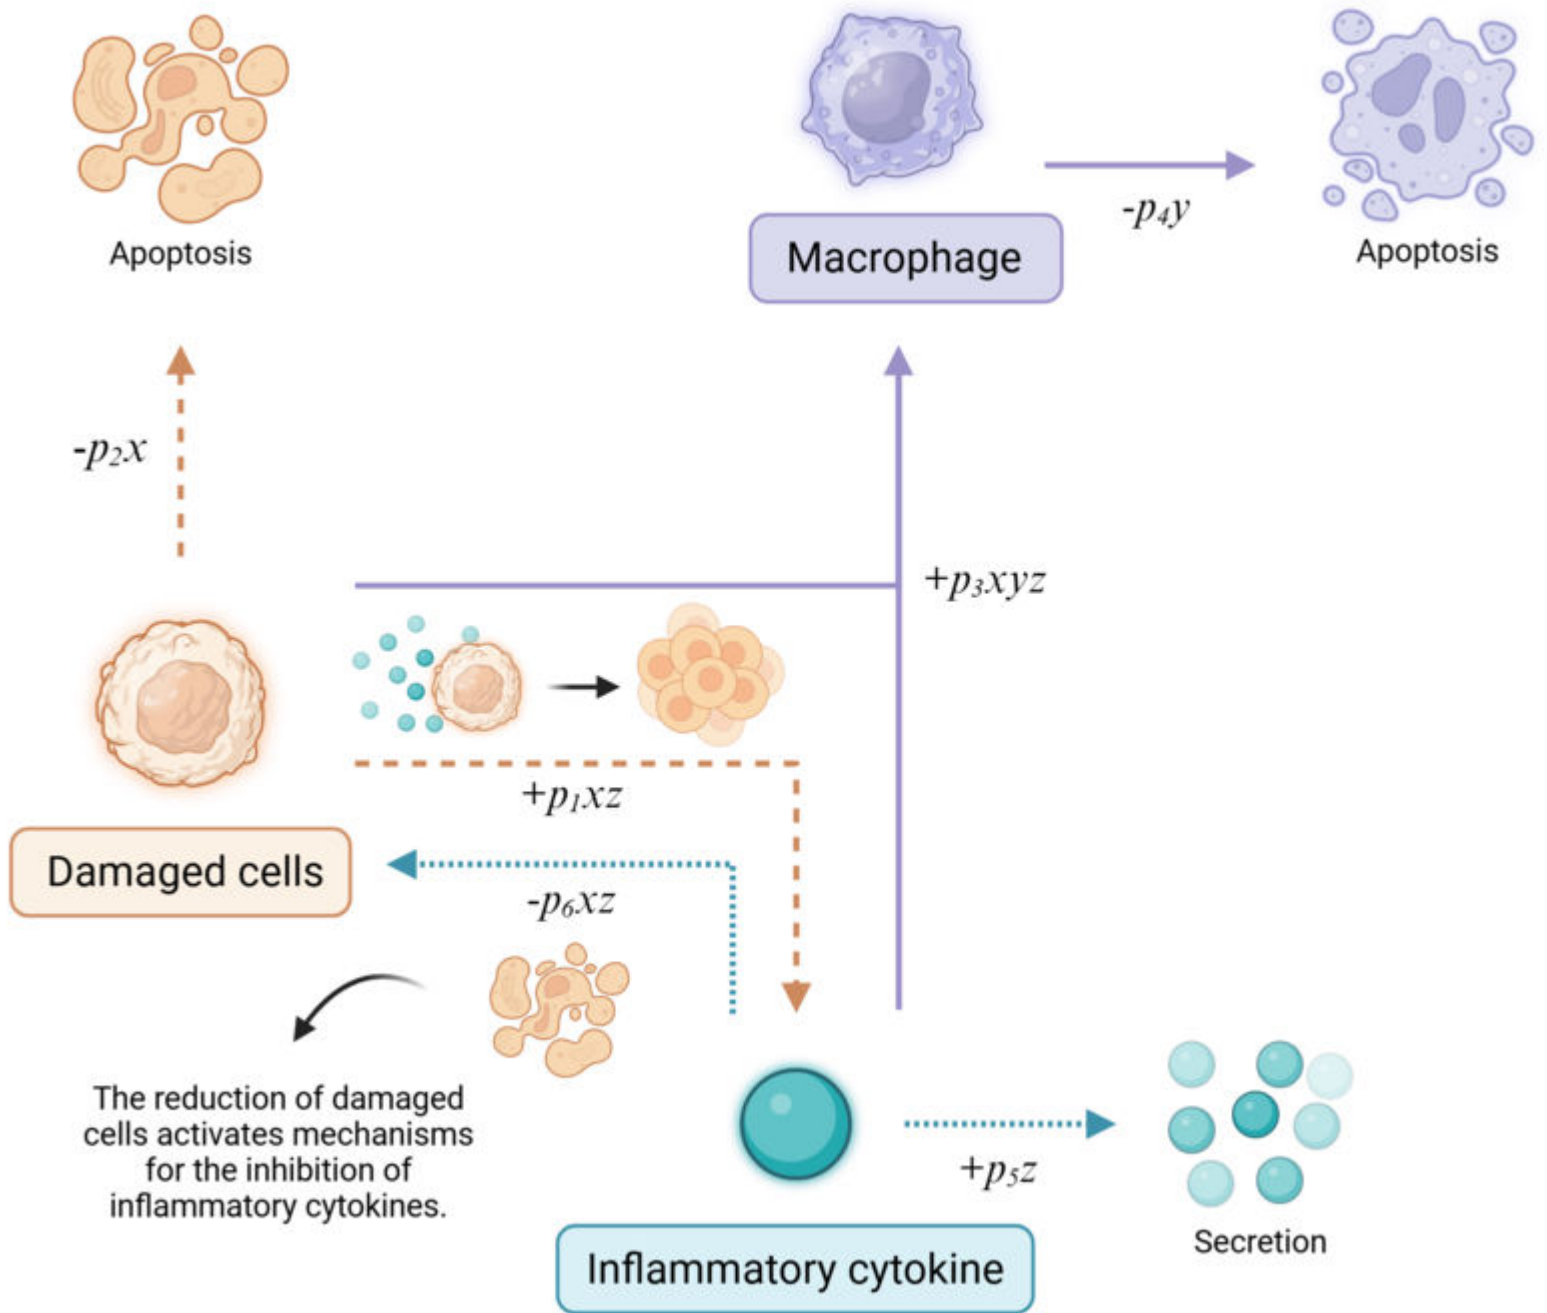 Apoptosis
Macrophage
-p₄y
Apoptosis
-p₂x
+p₃xyz
+p₁xz
Damaged cells
-p₆xz
The reduction of damaged
cells activates mechanisms
for the inhibition of
inflammatory cytokines.
+p₅z
Secretion
Inflammatory cytokine